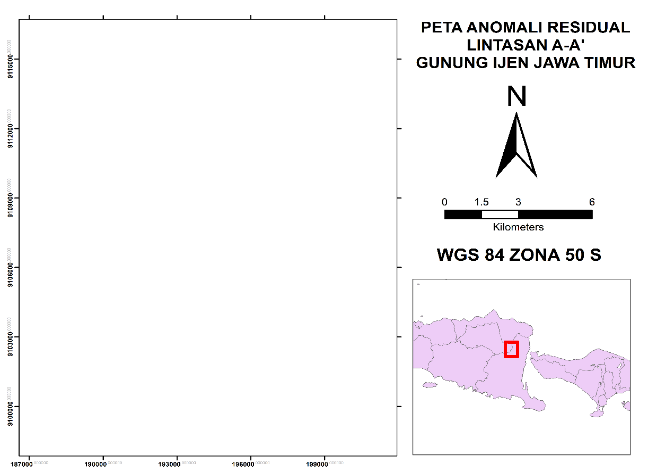 PETA ANOMALI RESIDUAL
LINTASAN A-A'
GUNUNG IJEN JAWA TIMUR
N
0 1.5 3 6
Kilometers
WGS 84 ZONA 50 S
9115000
9112000
9109000
9106000
9103000
9100000
187000 190000 193000 196000 199000